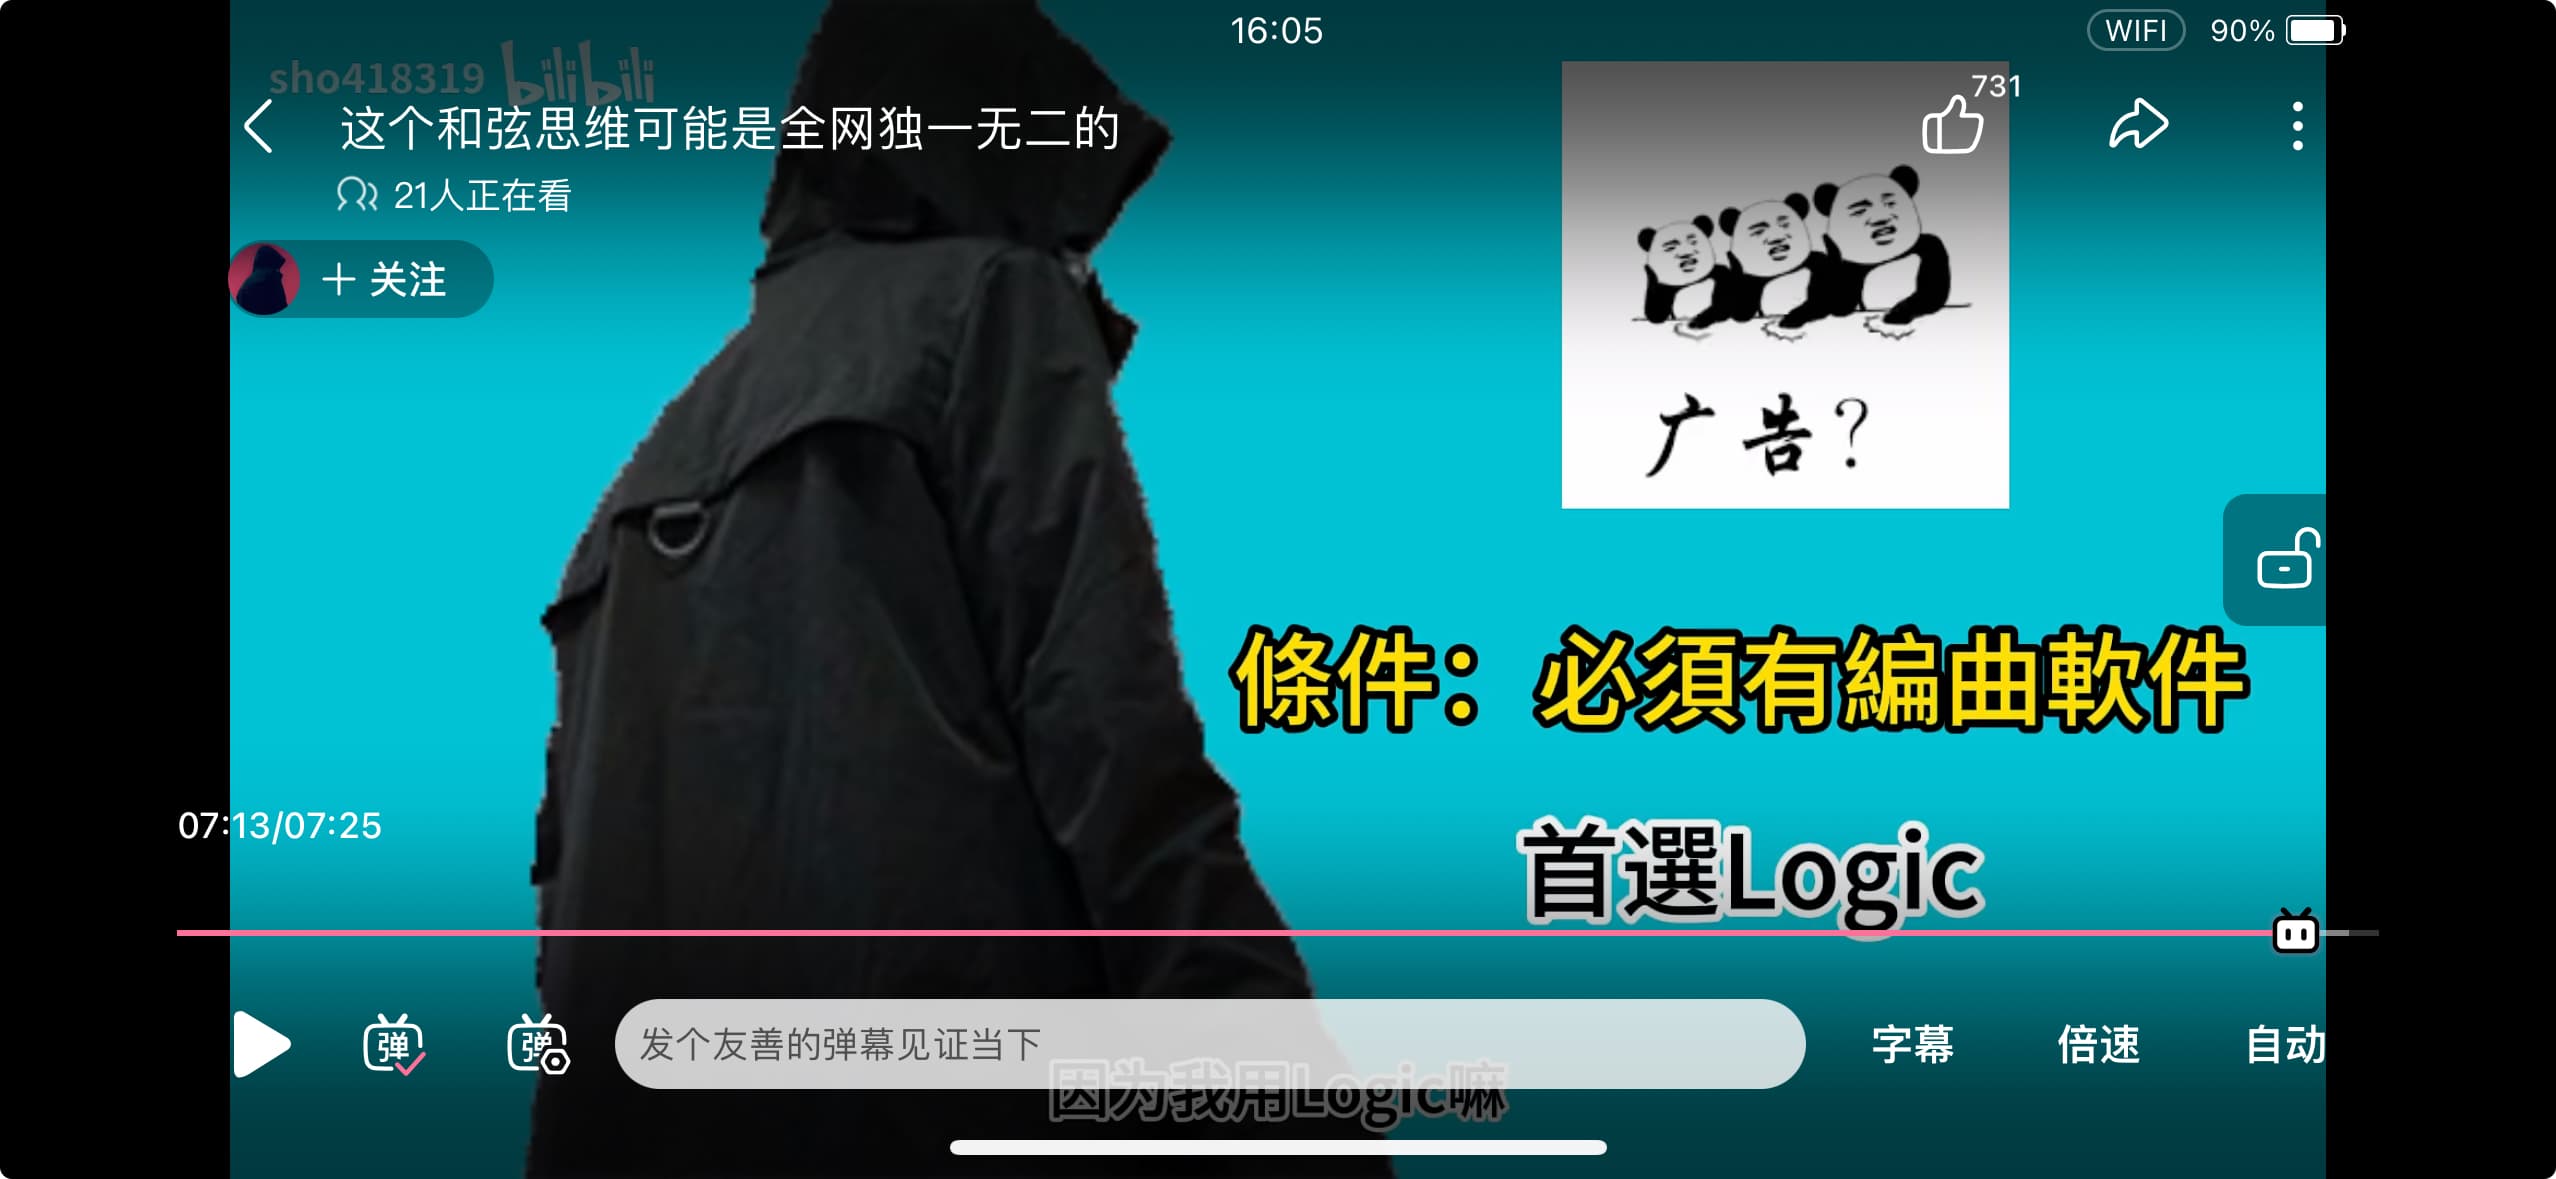 16:05
WIFI 90%
sho418319 bilibili
731
这个和弦思维可能是全网独一无二的
21人正在看
+ 关注
广告?
條件：必須有編曲軟件
07:13/07:25
首選Logic
弹
弹
发个友善的弹幕见证当下
字幕
倍速
自动
因为我用Logic嘛